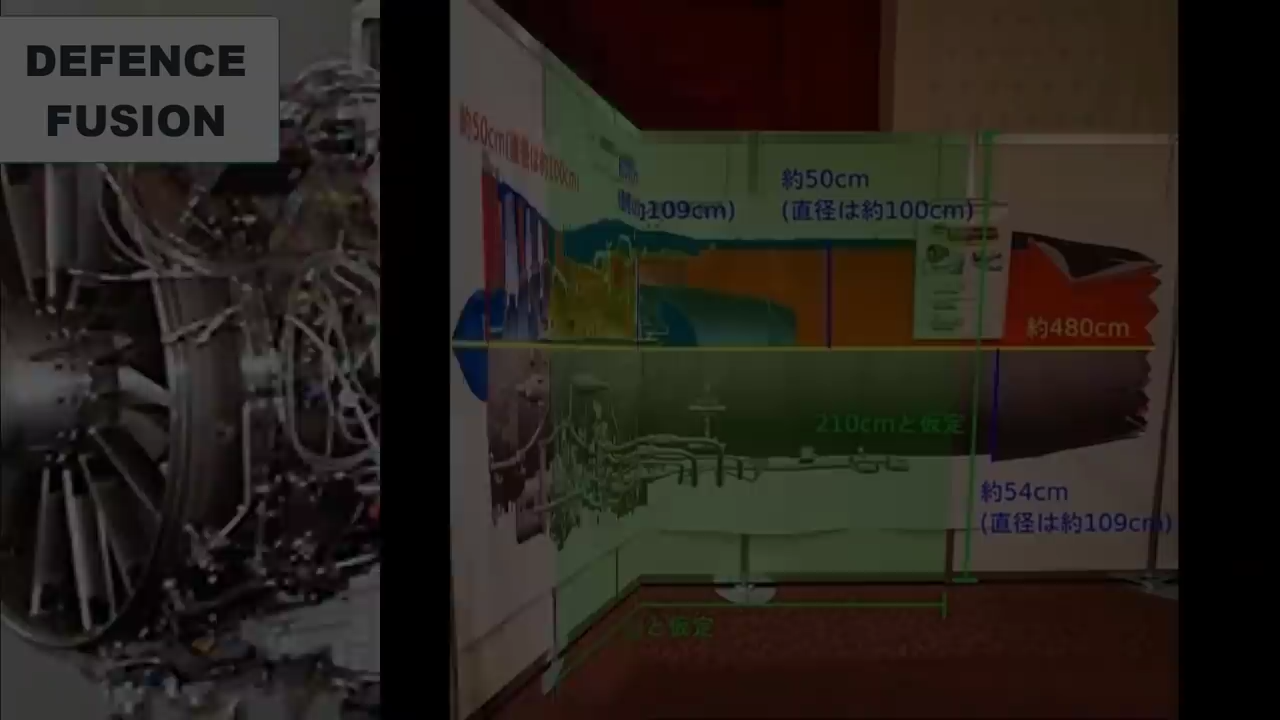 DEFENCE
FUSION
約50cm(直径は約100cm)
約50cm
(直径は約100cm)
109cm)
約480cm
210cmと仮定
約54cm
(直径は約109cm)
と仮定